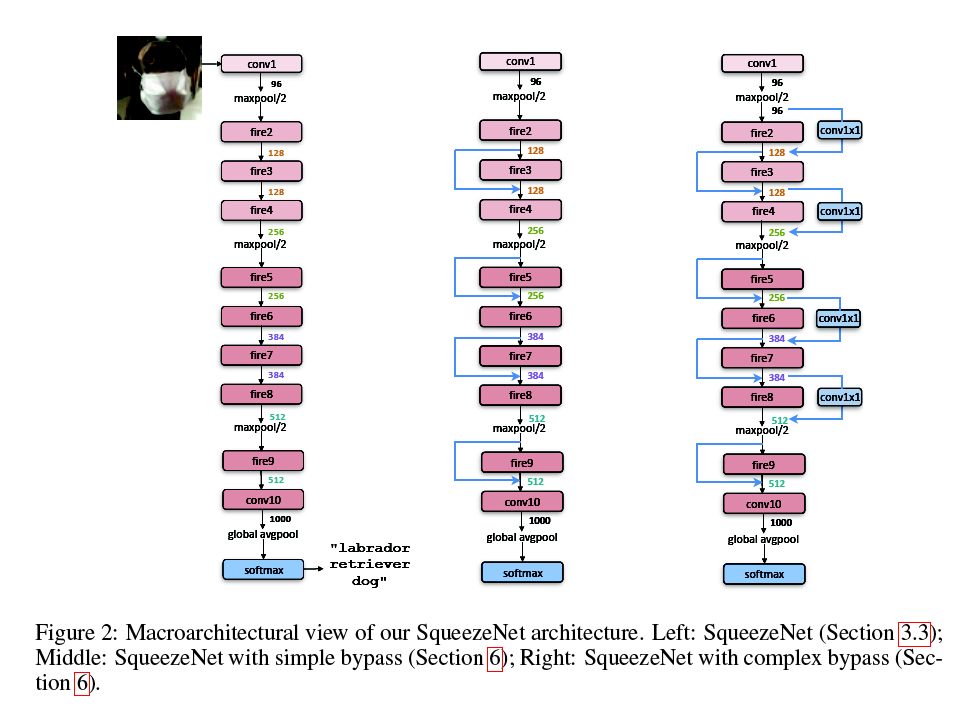 conv1
96
maxpool/2
fire2
128
fire3
128
fire4
256
maxpool/2
fire5
256
fire6
384
fire7
384
fire8
512
maxpool/2
fire9
512
conv10
1000
global avgpool
softmax
"labrador
retriever
dog"
conv1
96
maxpool/2
fire2
128
fire3
128
fire4
256
maxpool/2
fire5
256
fire6
384
fire7
384
fire8
512
maxpool/2
fire9
512
conv10
1000
global avgpool
softmax
conv1
96
maxpool/2
96
fire2
conv1x1
128
fire3
128
fire4
conv1x1
256
maxpool/2
fire5
256
fire6
conv1x1
384
fire7
384
fire8
conv1x1
512
maxpool/2
fire9
512
conv10
1000
global avgpool
softmax
Figure 2: Macroarchitectural view of our SqueezeNet architecture. Left: SqueezeNet (Section 3.3);
Middle: SqueezeNet with simple bypass (Section 6); Right: SqueezeNet with complex bypass (Sec-
tion 6).